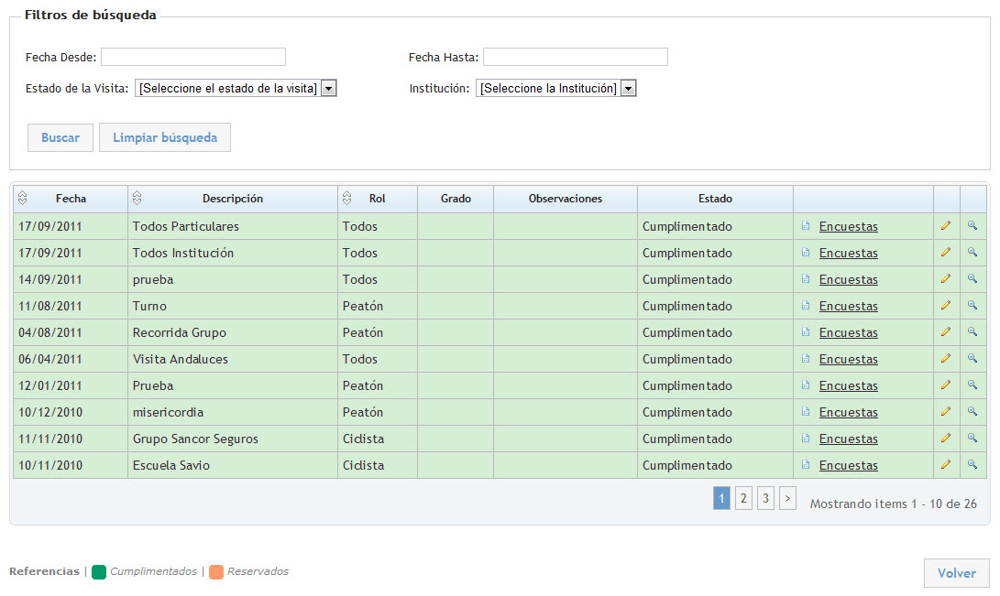 Filtros de búsqueda
Fecha Desde: Fecha Hasta:
Estado de la Visita: [Seleccione el estado de la visita] Institución: [Seleccione la Institución]
Buscar Limpiar búsqueda
Fecha Descripción Rol Grado Observaciones Estado
17/09/2011 Todos Particulares Todos Cumplimentado Encuestas
17/09/2011 Todos Institución Todos Cumplimentado Encuestas
14/09/2011 prueba Todos Cumplimentado Encuestas
11/08/2011 Turno Peatón Cumplimentado Encuestas
04/08/2011 Recorrida Grupo Peatón Cumplimentado Encuestas
06/04/2011 Visita Andaluces Todos Cumplimentado Encuestas
12/01/2011 Prueba Peatón Cumplimentado Encuestas
10/12/2010 misericordia Peatón Cumplimentado Encuestas
11/11/2010 Grupo Sancor Seguros Ciclista Cumplimentado Encuestas
10/11/2010 Escuela Savio Ciclista Cumplimentado Encuestas
1 2 3 > Mostrando items 1 - 10 de 26
Referencias | Cumplimentados | Reservados
Volver